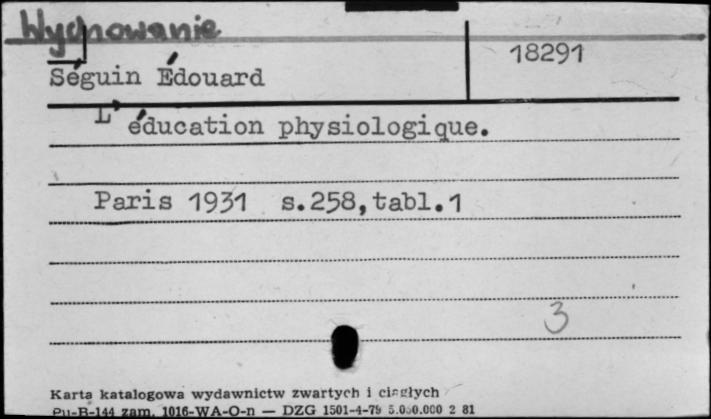 Wychowanie
18291
Séguin Édouard
L'éducation physiologique.
Paris 1931 s.258,tabl.1
3
Karta katalogowa wydawnictw zwartych i ciągłych
Pu-B-144 zam. 1016-WA-O-n — DZG 1501-4-79 5.000.000 2 81